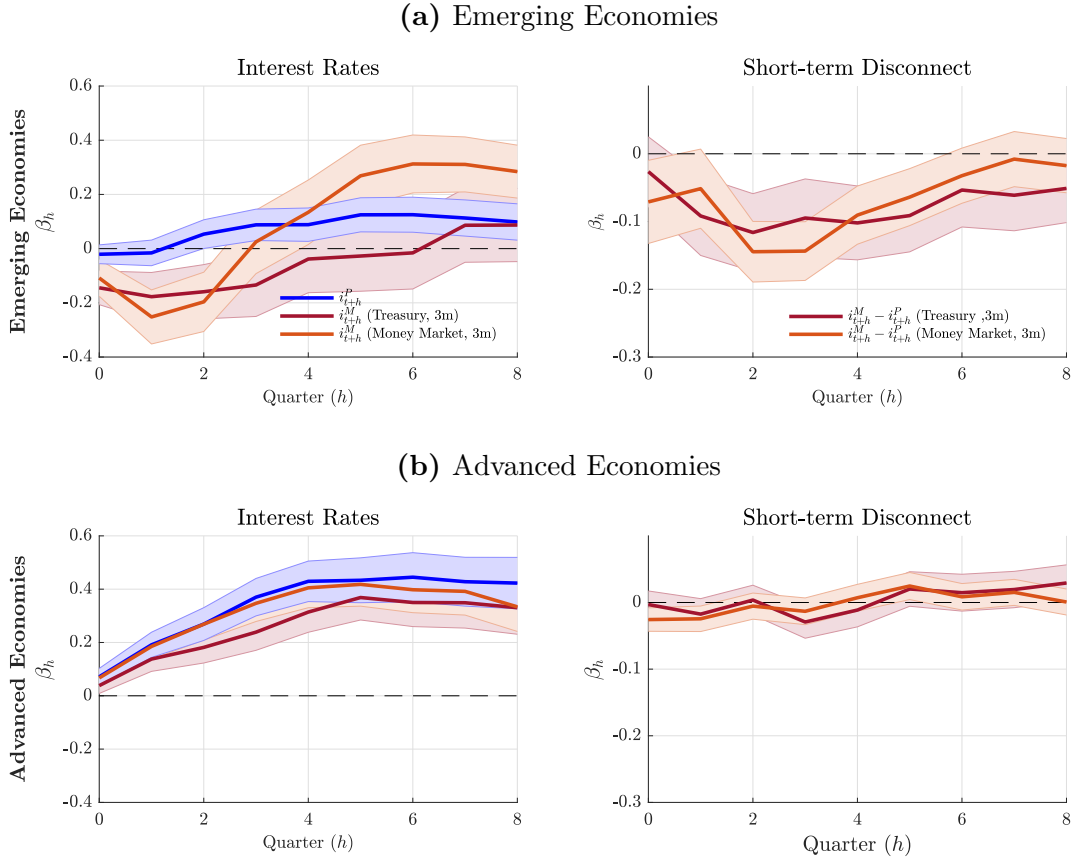 (a) Emerging Economies
Emerging Economies
Interest Rates
0.6
0.4
0.2
0
-0.2
-0.4
β_h
i^P_{t+h}
i^M_{t+h} (Treasury, 3m)
i^M_{t+h} (Money Market, 3m)
0 2 4 6 8
Quarter (h)
Short-term Disconnect
0
-0.1
-0.2
-0.3
β_h
i^M_{t+h} − i^P_{t+h} (Treasury ,3m)
i^M_{t+h} − i^P_{t+h} (Money Market, 3m)
0 2 4 6 8
Quarter (h)
(b) Advanced Economies
Advanced Economies
Interest Rates
0.6
0.4
0.2
0
-0.2
-0.4
β_h
0 2 4 6 8
Quarter (h)
Short-term Disconnect
0
-0.1
-0.2
-0.3
β_h
0 2 4 6 8
Quarter (h)